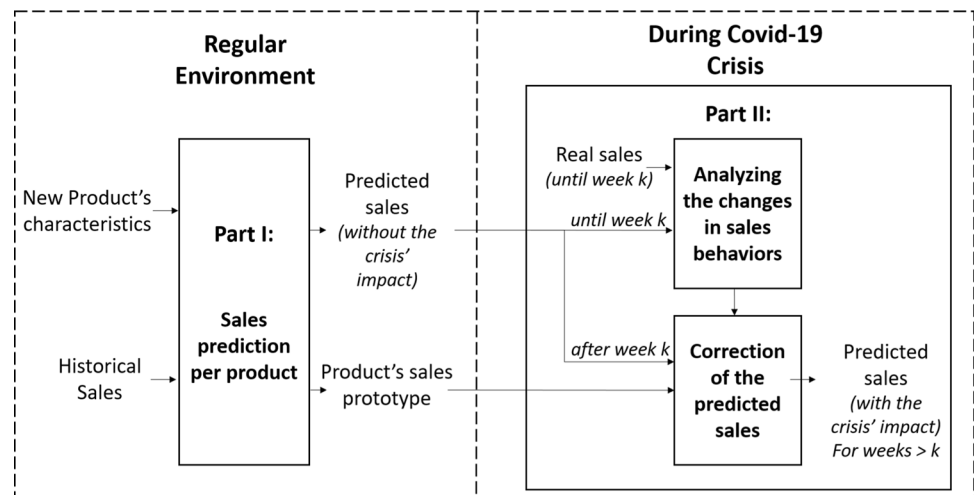 Regular
Environment
New Product's
characteristics
Historical
Sales
Part I:
Sales
prediction
per product
Predicted
sales
(without the
crisis'
impact)
Product's sales
prototype
During Covid-19
Crisis
Part II:
Real sales
(until week k)
until week k
Analyzing
the changes
in sales
behaviors
after week k
Correction
of the
predicted
sales
Predicted
sales
(with the
crisis' impact)
For weeks > k